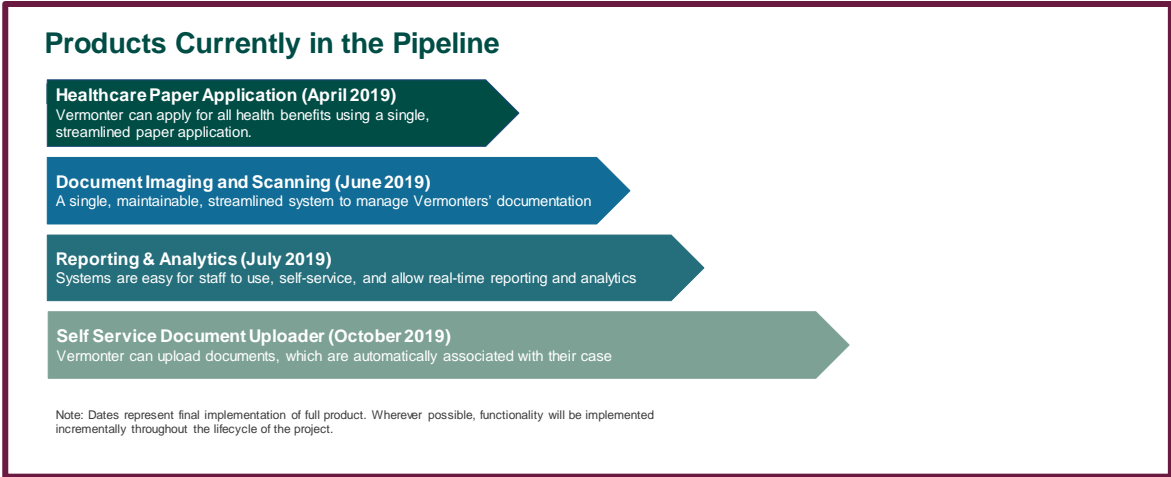 Products Currently in the Pipeline
Healthcare Paper Application (April 2019)
Vermonter can apply for all health benefits using a single,
streamlined paper application.
Document Imaging and Scanning (June 2019)
A single, maintainable, streamlined system to manage Vermonters' documentation
Reporting & Analytics (July 2019)
Systems are easy for staff to use, self-service, and allow real-time reporting and analytics
Self Service Document Uploader (October 2019)
Vermonter can upload documents, which are automatically associated with their case
Note: Dates represent final implementation of full product. Wherever possible, functionality will be implemented
incrementally throughout the lifecycle of the project.